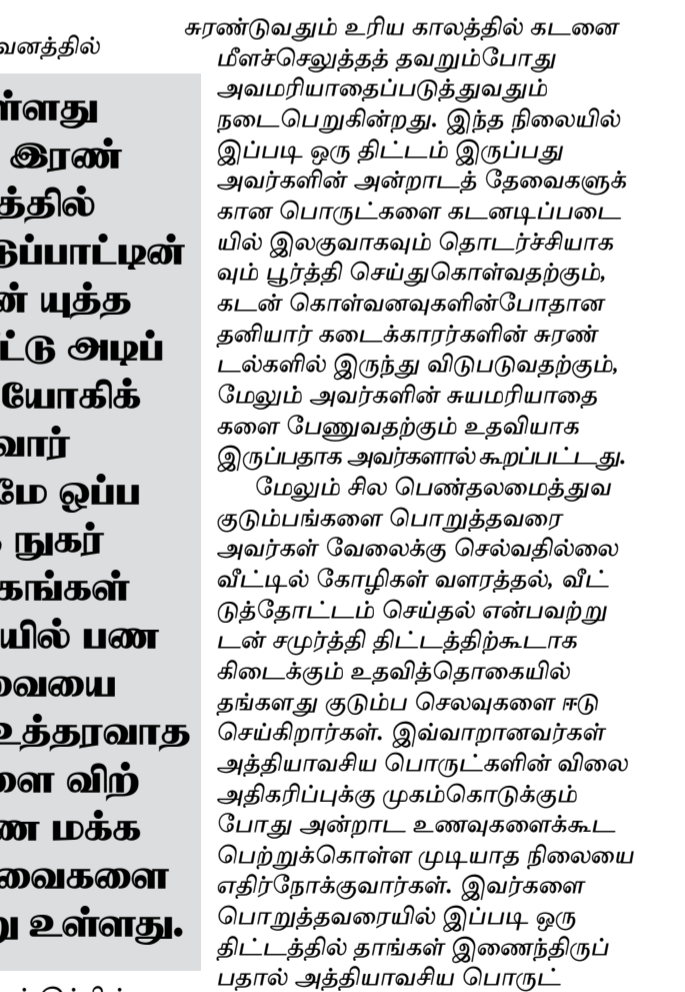 வனத்தில்
ள்ளது
இரண்
த்தில்
டுப்பாட்டின்
ன் யுத்த
ட்டு அடிப்
யோகிக்
வார்
மே ஒப்ப
நுகர்
கங்கள்
யில் பண
வையை
உத்தரவாத
ளை விற்
ண மக்க
வைகளை
று உள்ளது.
சுரண்டுவதும் உரிய காலத்தில் கடனை
மீளச்செலுத்தத் தவறும்போது
அவமரியாதைப்படுத்துவதும்
நடைபெறுகின்றது. இந்த நிலையில்
இப்படி ஒரு திட்டம் இருப்பது
அவர்களின் அன்றாடத் தேவைகளுக்
கான பொருட்களை கடனடிப்படை
யில் இலகுவாகவும் தொடர்ச்சியாக
வும் பூர்த்தி செய்துகொள்வதற்கும்,
கடன் கொள்வனவுகளின்போதான
தனியார் கடைக்காரர்களின் சுரண்
டல்களில் இருந்து விடுபடுவதற்கும்,
மேலும் அவர்களின் சுயமரியாதை
களை பேணுவதற்கும் உதவியாக
இருப்பதாக அவர்களால் கூறப்பட்டது.
மேலும் சில பெண்தலமைத்துவ
குடும்பங்களை பொறுத்தவரை
அவர்கள் வேலைக்கு செல்வதில்லை
வீட்டில் கோழிகள் வளரத்தல், வீட்
டுத்தோட்டம் செய்தல் என்பவற்று
டன் சமுர்த்தி திட்டத்திற்கூடாக
கிடைக்கும் உதவித்தொகையில்
தங்களது குடும்ப செலவுகளை ஈடு
செய்கிறார்கள். இவ்வாறானவர்கள்
அத்தியாவசிய பொருட்களின் விலை
அதிகரிப்புக்கு முகம்கொடுக்கும்
போது அன்றாட உணவுகளைக்கூட
பெற்றுக்கொள்ள முடியாத நிலையை
எதிர்நோக்குவார்கள். இவர்களை
பொறுத்தவரையில் இப்படி ஒரு
திட்டத்தில் தாங்கள் இணைந்திருப்
பதால் அத்தியாவசிய பொருட்